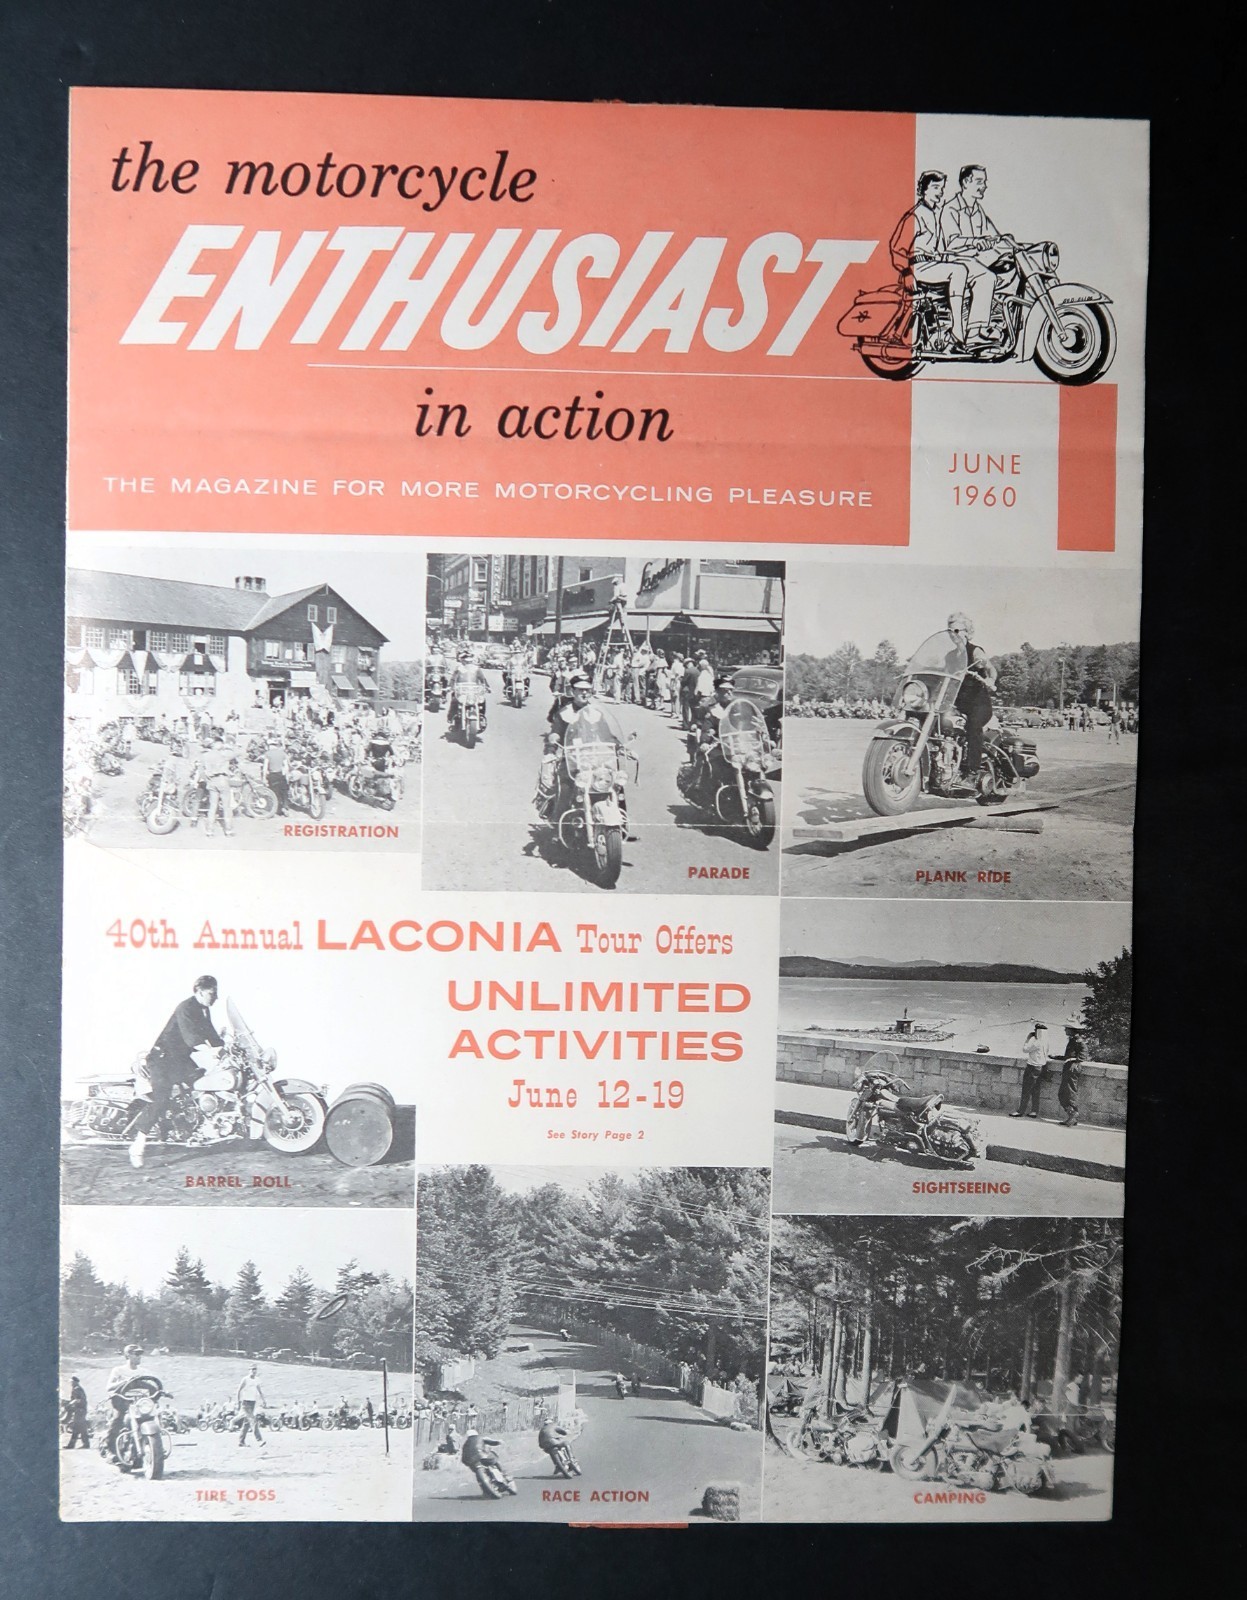 the motorcycle
ENTHUSIAST
in action
THE MAGAZINE FOR MORE MOTORCYCLING PLEASURE
JUNE
1960
REGISTRATION
PARADE
PLANK RIDE
40th Annual LACONIA Tour Offers
UNLIMITED
ACTIVITIES
June 12-19
See Story Page 2
BARREL ROLL
SIGHTSEEING
TIRE TOSS
RACE ACTION
CAMPING